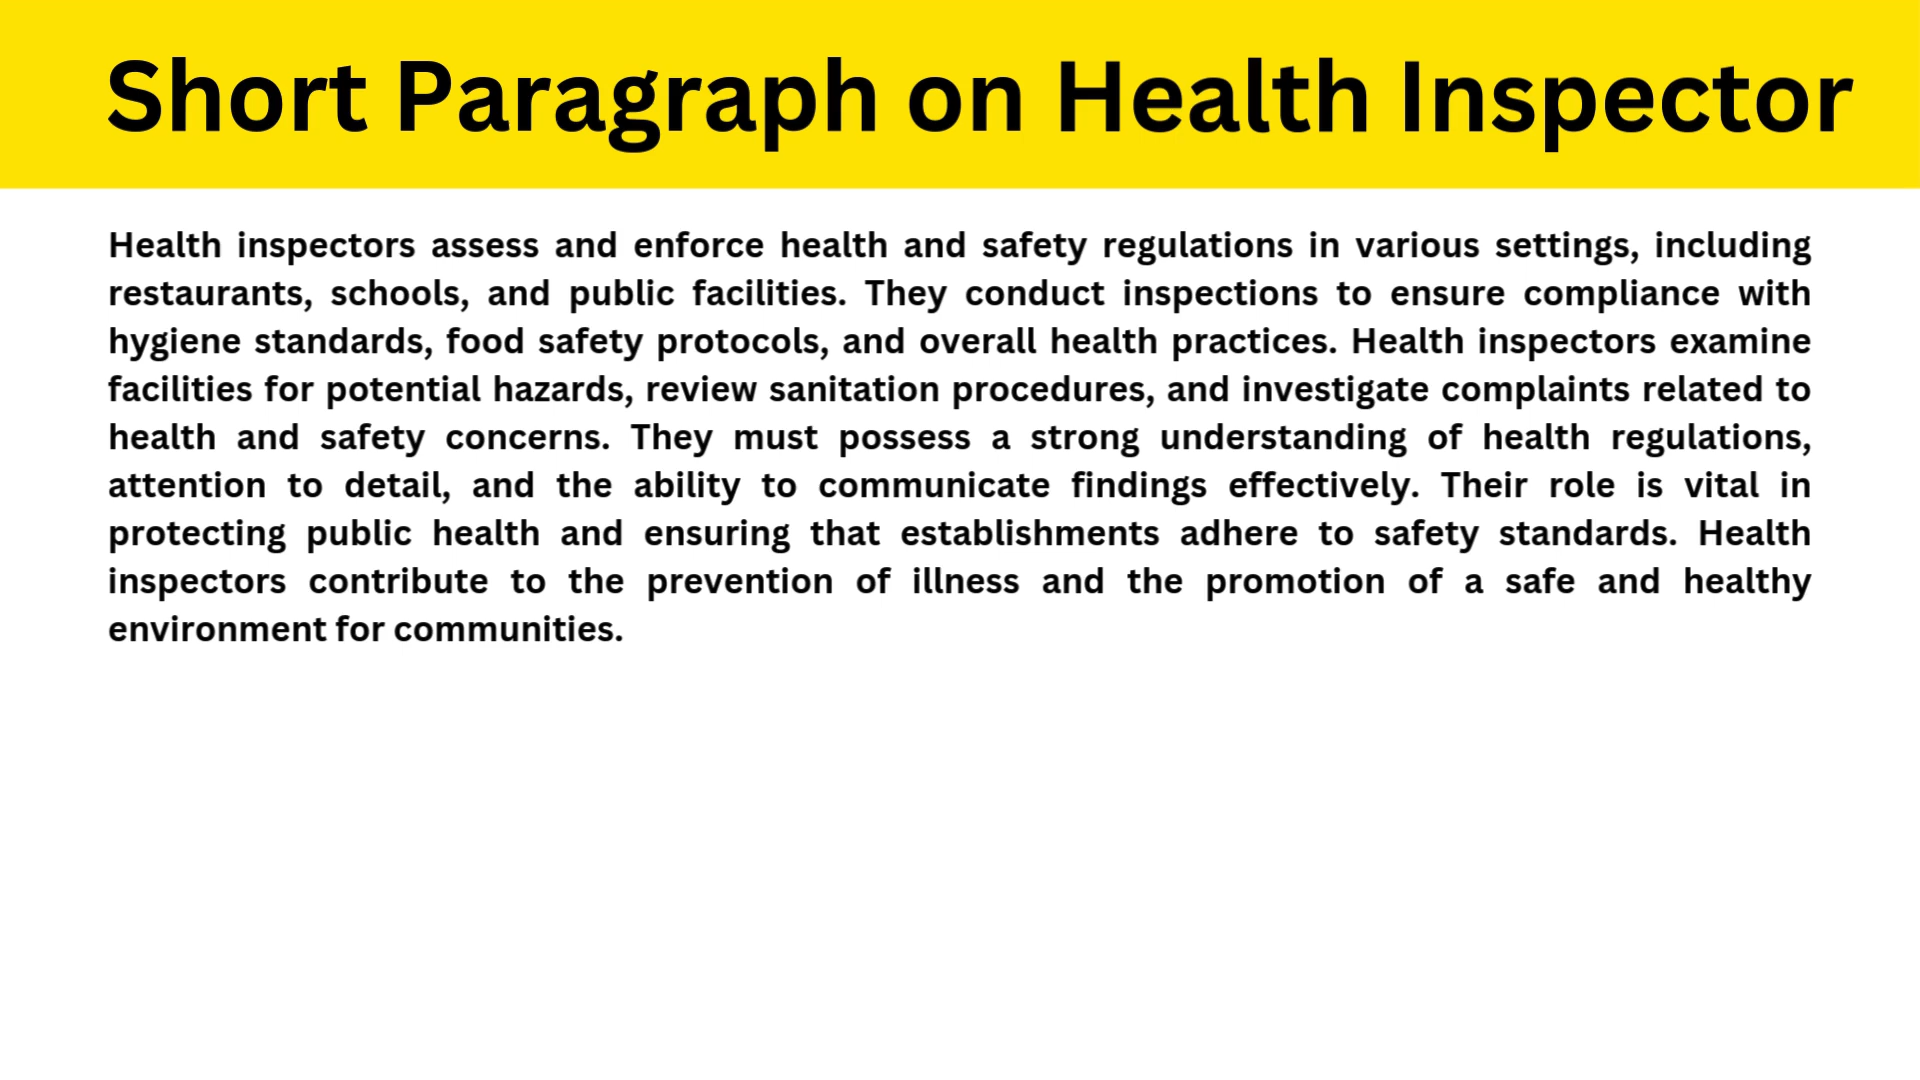 Short Paragraph on Health Inspector
Health inspectors assess and enforce health and safety regulations in various settings, including
restaurants, schools, and public facilities. They conduct inspections to ensure compliance with
hygiene standards, food safety protocols, and overall health practices. Health inspectors examine
facilities for potential hazards, review sanitation procedures, and investigate complaints related to
health and safety concerns. They must possess a strong understanding of health regulations,
attention to detail, and the ability to communicate findings effectively. Their role is vital in
protecting public health and ensuring that establishments adhere to safety standards. Health
inspectors contribute to the prevention of illness and the promotion of a safe and healthy
environment for communities.